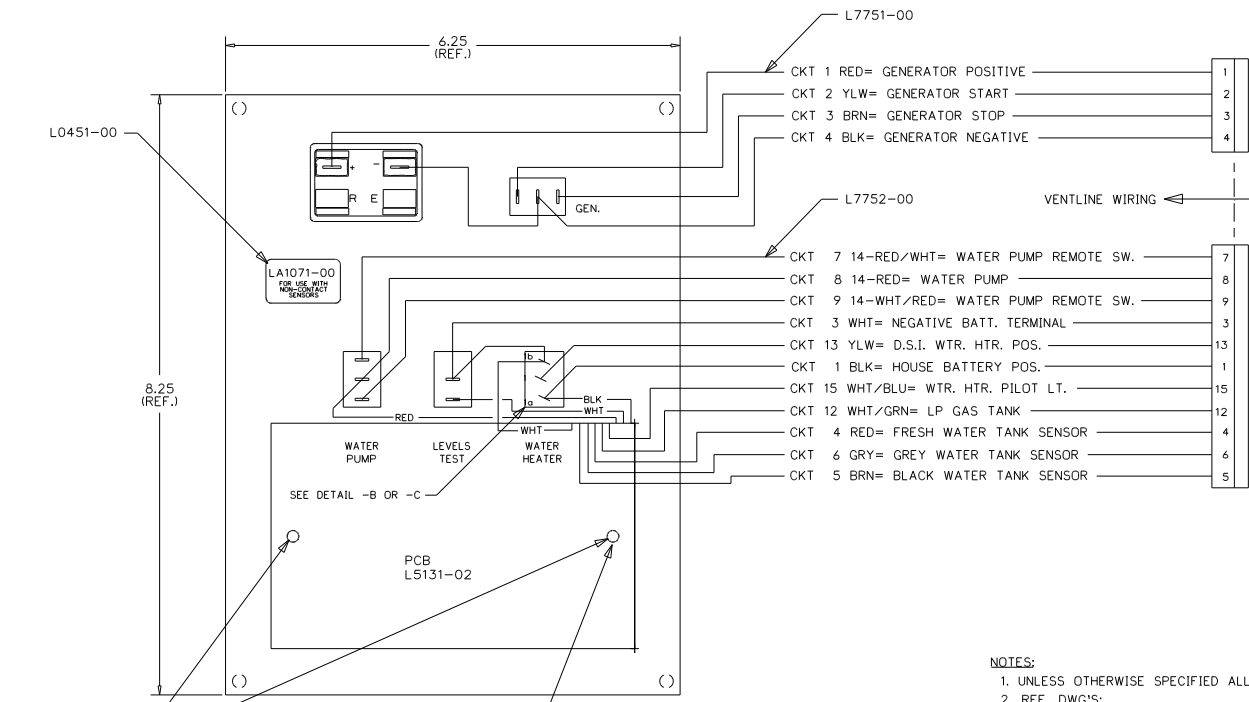 L7751-00
6.25
(REF.)
CKT 1 RED= GENERATOR POSITIVE 1
CKT 2 YLW= GENERATOR START 2
CKT 3 BRN= GENERATOR STOP 3
CKT 4 BLK= GENERATOR NEGATIVE 4
L0451-00
+ -
R E
GEN.
L7752-00
VENTLINE WIRING
LA1071-00
FOR USE WITH
NON-CONTACT
SENSORS
CKT 7 14-RED/WHT= WATER PUMP REMOTE SW. 7
CKT 8 14-RED= WATER PUMP 8
CKT 9 14-WHT/RED= WATER PUMP REMOTE SW. 9
CKT 3 WHT= NEGATIVE BATT. TERMINAL 3
CKT 13 YLW= D.S.I. WTR. HTR. POS. 13
CKT 1 BLK= HOUSE BATTERY POS. 1
CKT 15 WHT/BLU= WTR. HTR. PILOT LT. 15
CKT 12 WHT/GRN= LP GAS TANK 12
CKT 4 RED= FRESH WATER TANK SENSOR 4
CKT 6 GRY= GREY WATER TANK SENSOR 6
CKT 5 BRN= BLACK WATER TANK SENSOR 5
8.25
(REF.)
1b
1
1a
BLK
WHT
RED
WHT
WATER
PUMP
LEVELS
TEST
WATER
HEATER
SEE DETAIL -B OR -C
PCB
L5131-02
NOTES:
1. UNLESS OTHERWISE SPECIFIED ALL
2. REF. DWG'S: